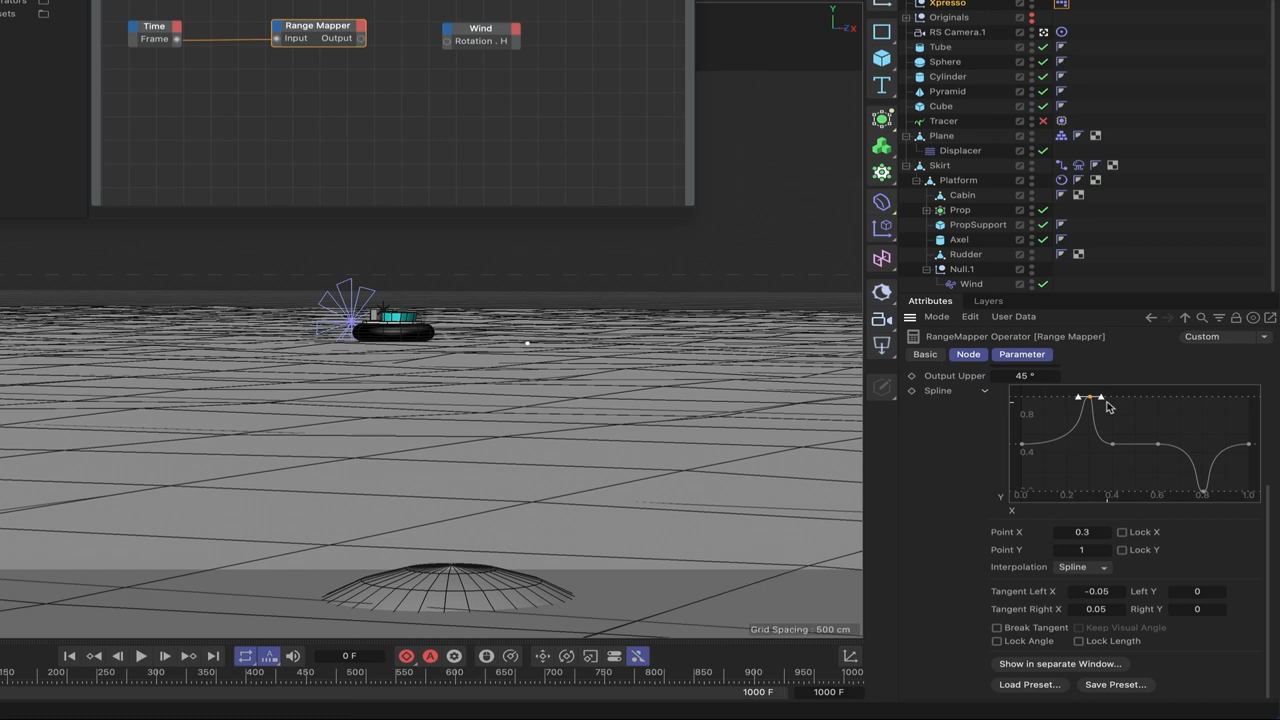 Time
Frame
Range Mapper
Input Output
Wind
Rotation . H
Y
Z X
Grid Spacing : 500 cm
0 F
150 200 250 300 350 400 450 500 550 600 650 700 750 800 850 900 950 1000
1000 F 1000 F
Xpresso
Originals
RS Camera.1
Tube
Sphere
Cylinder
Pyramid
Cube
Tracer
Plane
Displacer
Skirt
Platform
Cabin
Prop
PropSupport
Axel
Rudder
Null.1
Wind
Attributes Layers
Mode Edit User Data
RangeMapper Operator [Range Mapper] Custom
Basic Node Parameter
Output Upper 45 °
Spline
0.8
0.4
0.0 0.2 0.4 0.6 0.8 1.0
Y
X
Point X 0.3 Lock X
Point Y 1 Lock Y
Interpolation Spline
Tangent Left X -0.05 Left Y 0
Tangent Right X 0.05 Right Y 0
Break Tangent Keep Visual Angle
Lock Angle Lock Length
Show in separate Window...
Load Preset... Save Preset...